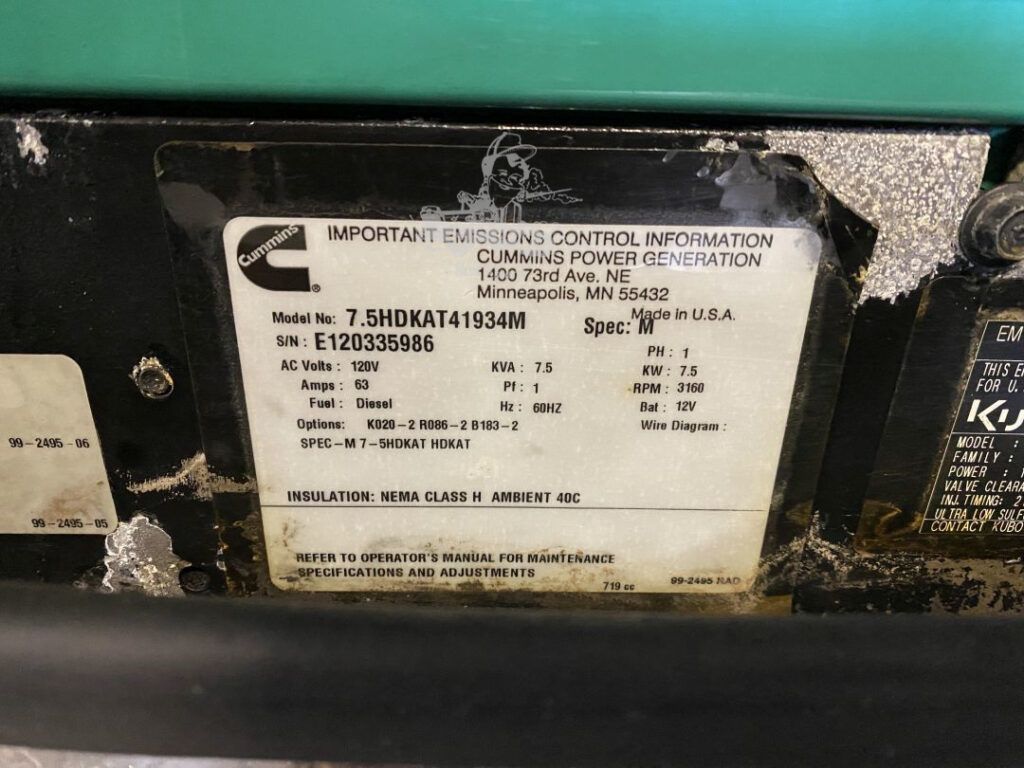 Cummins
IMPORTANT EMISSIONS CONTROL INFORMATION
CUMMINS POWER GENERATION
1400 73rd Ave. NE
Minneapolis, MN 55432
Made in U.S.A.
Model No: 7.5HDKAT41934M Spec: M
S/N : E120335986
PH : 1
AC Volts : 120V KVA : 7.5 KW : 7.5
Amps : 63 Pf : 1 RPM : 3160
Fuel : Diesel Hz : 60HZ Bat : 12V
Options: K020-2 R086-2 B183-2 Wire Diagram :
SPEC-M 7-5HDKAT HDKAT
INSULATION: NEMA CLASS H AMBIENT 40C
REFER TO OPERATOR'S MANUAL FOR MAINTENANCE
SPECIFICATIONS AND ADJUSTMENTS
719 cc 99-2495 RAD
99-2495-06
99-2495-05
EM
THIS E
FOR U.
MODEL :
FAMILY :
POWER :
VALVE CLEARA
INJ. TIMING: 2
ULTRA LOW SULF
CONTACT KUBO